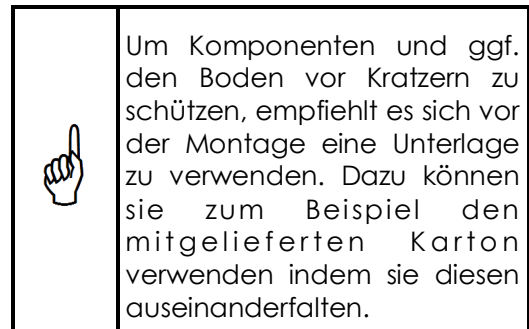 Um Komponenten und ggf.
den Boden vor Kratzern zu
schützen, empfiehlt es sich vor
der Montage eine Unterlage
zu verwenden. Dazu können
sie zum Beispiel den
mitgelieferten Karton
verwenden indem sie diesen
auseinanderfalten.